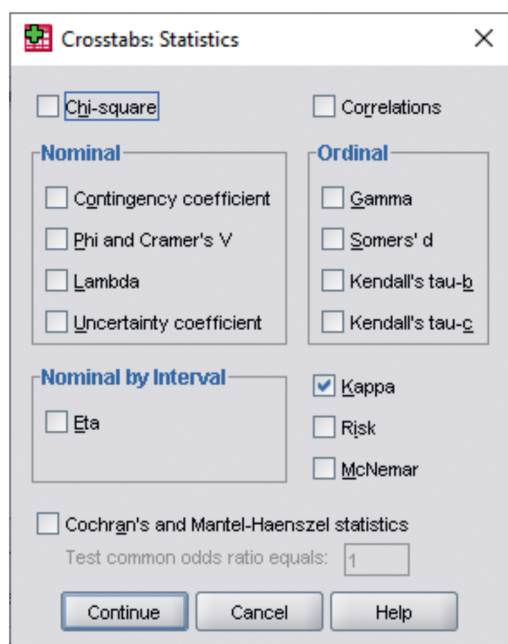 Crosstabs: Statistics
Chi-square
Correlations
Nominal
Contingency coefficient
Phi and Cramer's V
Lambda
Uncertainty coefficient
Ordinal
Gamma
Somers' d
Kendall's tau-b
Kendall's tau-c
Nominal by Interval
Eta
Kappa
Risk
McNemar
Cochran's and Mantel-Haenszel statistics
Test common odds ratio equals: 1
Continue Cancel Help